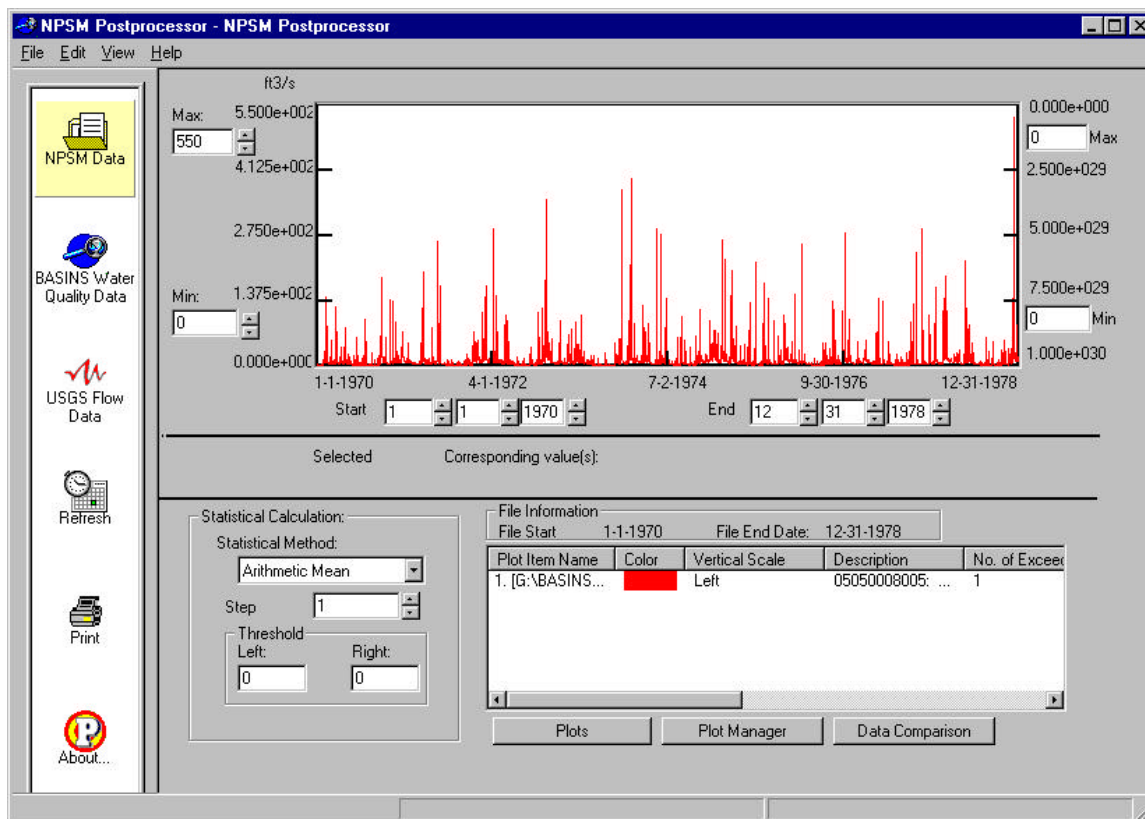 NPSM Postprocessor - NPSM Postprocessor
File Edit View Help
NPSM Data
BASINS Water
Quality Data
USGS Flow
Data
Refresh
Print
P
About...
ft3/s
Max:
550
Min:
0
5.500e+002
4.125e+002
2.750e+002
1.375e+002
0.000e+000
0.000e+000
0 Max
2.500e+029
5.000e+029
7.500e+029
0 Min
1.000e+030
1-1-1970 4-1-1972 7-2-1974 9-30-1976 12-31-1978
Start 1 1 1970 End 12 31 1978
Selected Corresponding value(s):
Statistical Calculation:
Statistical Method:
Arithmetic Mean
Step 1
Threshold
Left: Right:
0 0
File Information
File Start 1-1-1970 File End Date: 12-31-1978
Plot Item Name Color Vertical Scale Description No. of Exceed
1. [G:\BASINS... Left 05050008005: ... 1
Plots Plot Manager Data Comparison